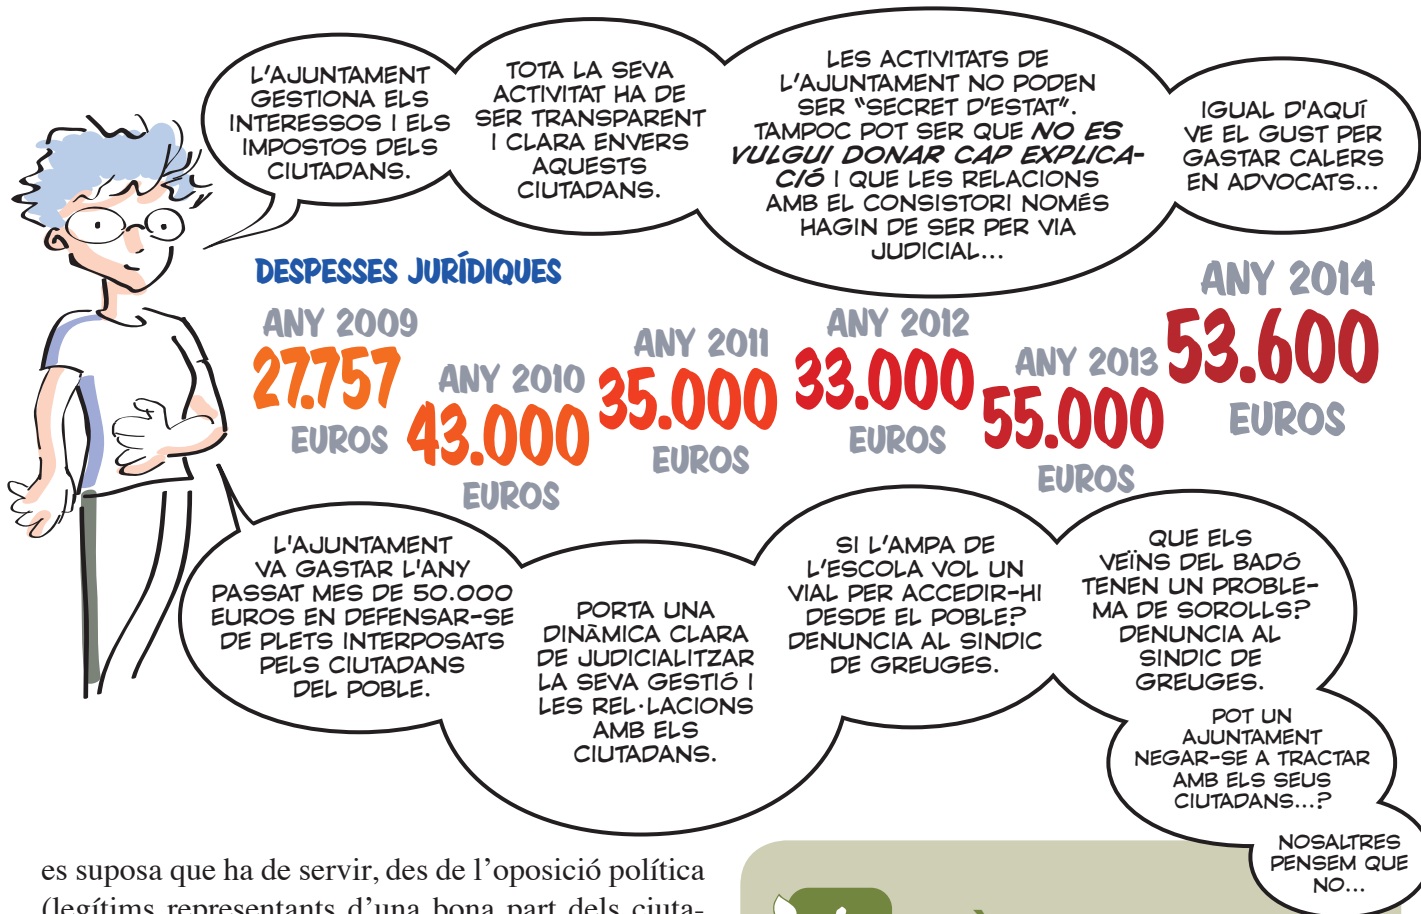 L'AJUNTAMENT
GESTIONA ELS
INTERESSOS I ELS
IMPOSTOS DELS
CIUTADANS.
TOTA LA SEVA
ACTIVITAT HA DE
SER TRANSPARENT
I CLARA ENVERS
AQUESTS
CIUTADANS.
LES ACTIVITATS DE
L'AJUNTAMENT NO PODEN
SER "SECRET D'ESTAT".
TAMPOC POT SER QUE NO ES
VULGUI DONAR CAP EXPLICA-
CIÓ I QUE LES RELACIONS
AMB EL CONSISTORI NOMÉS
HAGIN DE SER PER VIA
JUDICIAL...
IGUAL D'AQUÍ
VE EL GUST PER
GASTAR CALERS
EN ADVOCATS...
DESPESSES JURÍDIQUES
ANY 2009
27.757
EUROS
ANY 2010
43.000
EUROS
ANY 2011
35.000
EUROS
ANY 2012
33.000
EUROS
ANY 2013
55.000
EUROS
ANY 2014
53.600
EUROS
L'AJUNTAMENT
VA GASTAR L'ANY
PASSAT MES DE 50.000
EUROS EN DEFENSAR-SE
DE PLETS INTERPOSATS
PELS CIUTADANS
DEL POBLE.
PORTA UNA
DINÀMICA CLARA
DE JUDICIALITZAR
LA SEVA GESTIÓ I
LES REL·LACIONS
AMB ELS
CIUTADANS.
SI L'AMPA DE
L'ESCOLA VOL UN
VIAL PER ACCEDIR-HI
DESDE EL POBLE?
DENUNCIA AL SINDIC
DE GREUGES.
QUE ELS
VEÏNS DEL BADÓ
TENEN UN PROBLE-
MA DE SOROLLS?
DENUNCIA AL
SINDIC DE
GREUGES.
POT UN
AJUNTAMENT
NEGAR-SE A TRACTAR
AMB ELS SEUS
CIUTADANS...?
NOSALTRES
PENSEM QUE
NO...
es suposa que ha de servir, des de l'oposició política
(legítims representants d'una bona part dels ciuta-